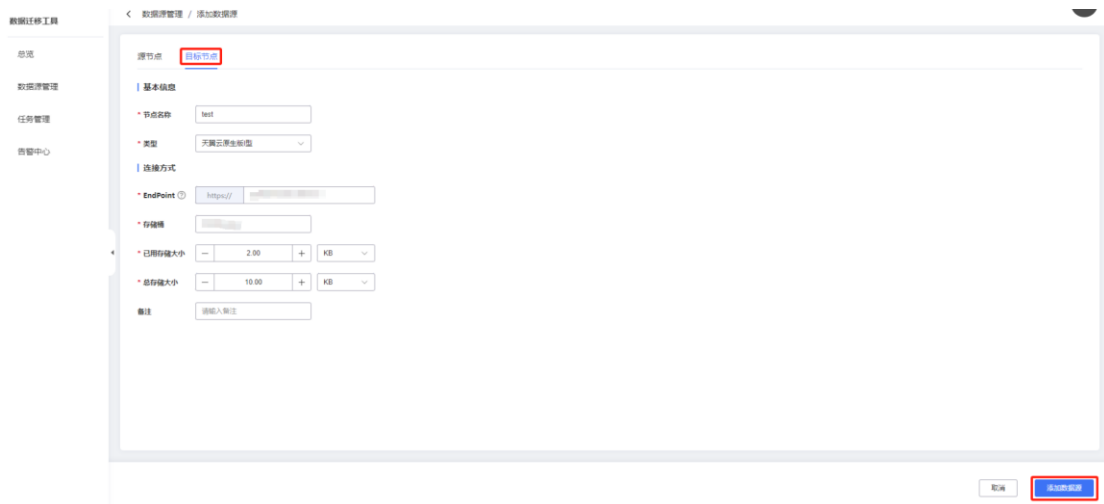 数据迁移工具
总览
数据源管理
任务管理
告警中心
数据源管理 / 添加数据源
源节点 目标节点
基本信息
* 节点名称 test
* 类型 天翼云原生版I型
连接方式
* EndPoint https://
* 存储桶
* 已用存储大小 2.00 KB
* 总存储大小 10.00 KB
备注 请输入备注
取消 添加数据源